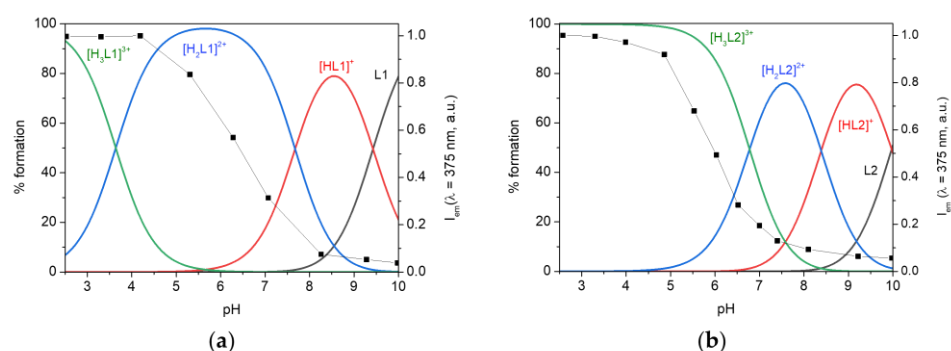 100
80
60
40
20
0
% formation
[H₃L1]³⁺
[H₂L1]²⁺
[HL1]⁺
L1
1.0
0.8
0.6
0.4
0.2
0.0
I_em(λ = 375 nm, a.u.)
3 4 5 6 7 8 9 10
pH
(a)
100
80
60
40
20
0
% formation
[H₃L2]³⁺
[H₂L2]²⁺
[HL2]⁺
L2
1.0
0.8
0.6
0.4
0.2
0.0
I_em(λ = 375 nm, a.u.)
3 4 5 6 7 8 9 10
pH
(b)